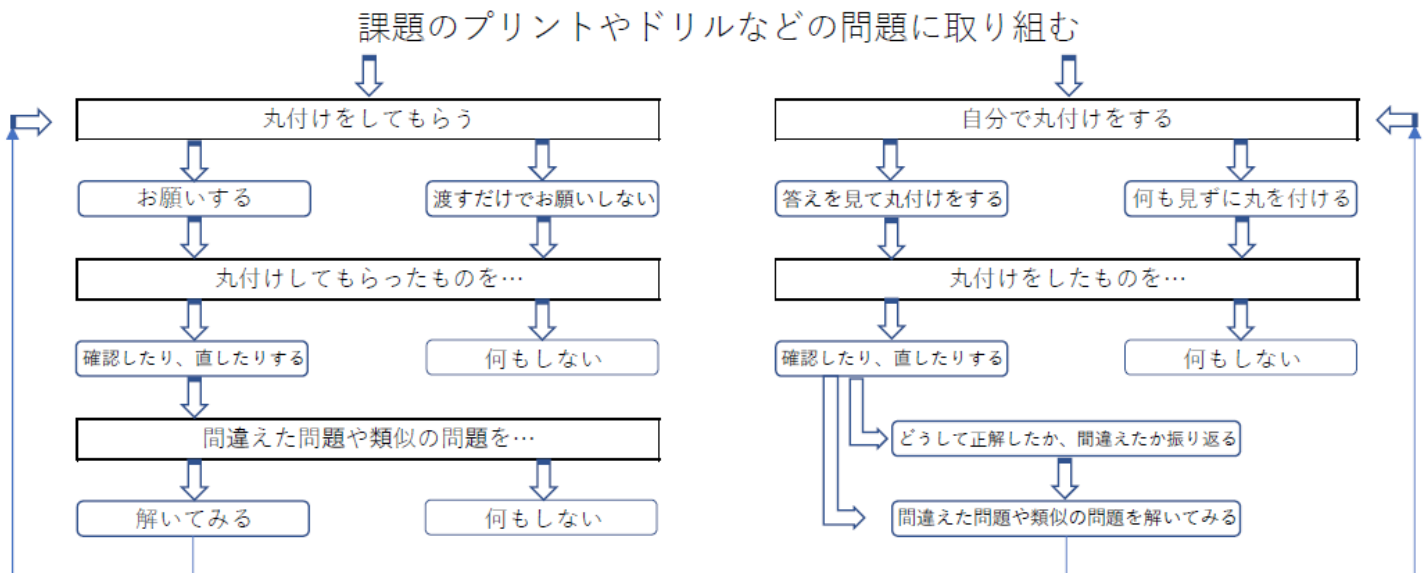 課題のプリントやドリルなどの問題に取り組む
丸付けをしてもらう
自分で丸付けをする
お願いする
渡すだけでお願いしない
答えを見て丸付けをする
何も見ずに丸を付ける
丸付けしてもらったものを…
丸付けをしたものを…
確認したり、直したりする
何もしない
確認したり、直したりする
何もしない
間違えた問題や類似の問題を…
どうして正解したか、間違えたか振り返る
解いてみる
何もしない
間違えた問題や類似の問題を解いてみる